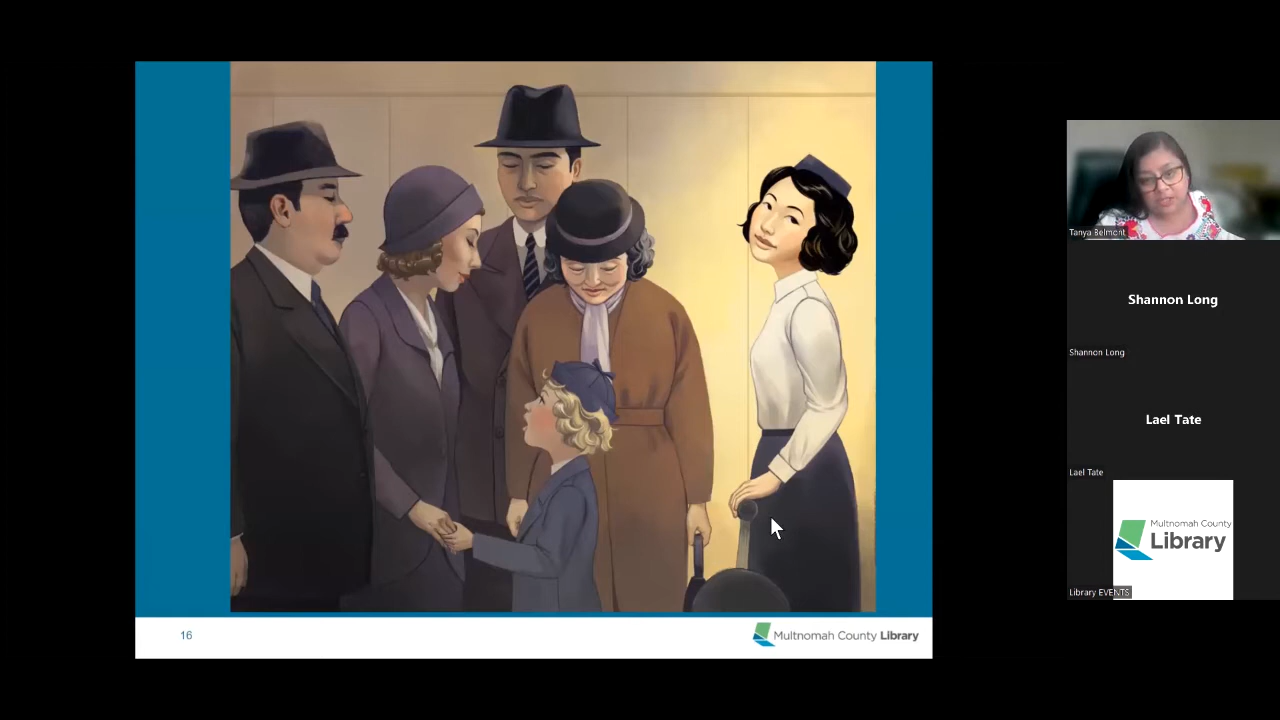 16
Multnomah County Library
Tanya Belmont
Shannon Long
Shannon Long
Lael Tate
Lael Tate
Multnomah County
Library
Library EVENTS